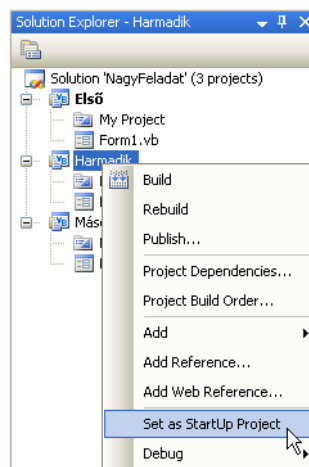 Solution Explorer - Harmadik
Solution 'NagyFeladat' (3 projects)
Első
My Project
Form1.vb
Harmadik
Build
Rebuild
Publish...
Project Dependencies...
Project Build Order...
Add
Add Reference...
Add Web Reference...
Set as StartUp Project
Debug